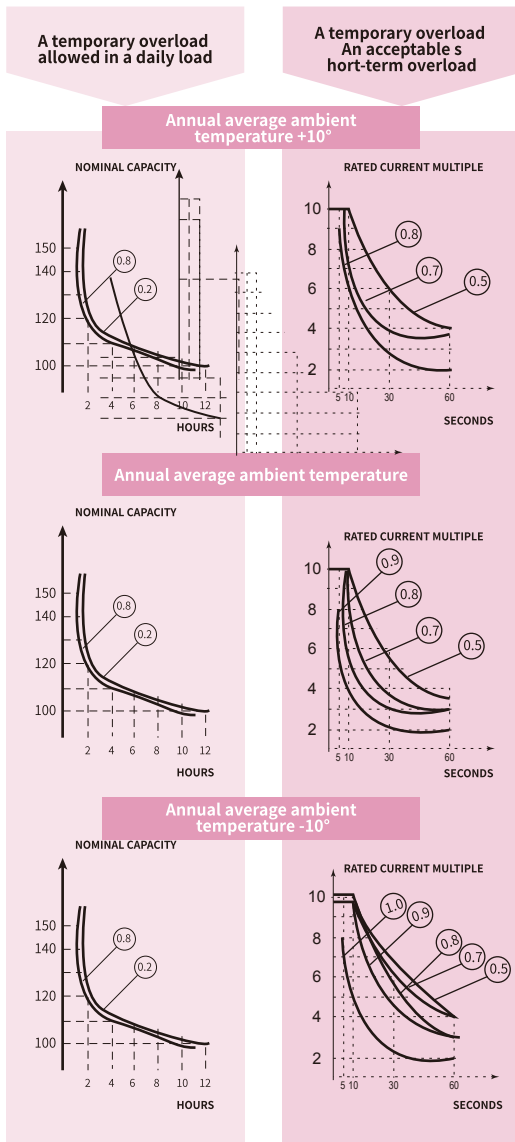 A temporary overload
allowed in a daily load
A temporary overload
An acceptable s
hort-term overload
Annual average ambient
temperature +10°
NOMINAL CAPACITY
150
140
120
100
0.8
0.2
2 4 6 8 10 12
HOURS
RATED CURRENT MULTIPLE
10
8
6
4
2
0.8
0.7
0.5
5 10 30 60
SECONDS
Annual average ambient temperature
NOMINAL CAPACITY
150
140
120
100
0.8
0.2
2 4 6 8 10 12
HOURS
RATED CURRENT MULTIPLE
10
8
6
4
2
0.9
0.8
0.7
0.5
5 10 30 60
SECONDS
Annual average ambient
temperature -10°
NOMINAL CAPACITY
150
140
120
100
0.8
0.2
2 4 6 8 10 12
HOURS
RATED CURRENT MULTIPLE
10
8
6
4
2
1.0
0.9
0.8
0.7
0.5
5 10 30 60
SECONDS